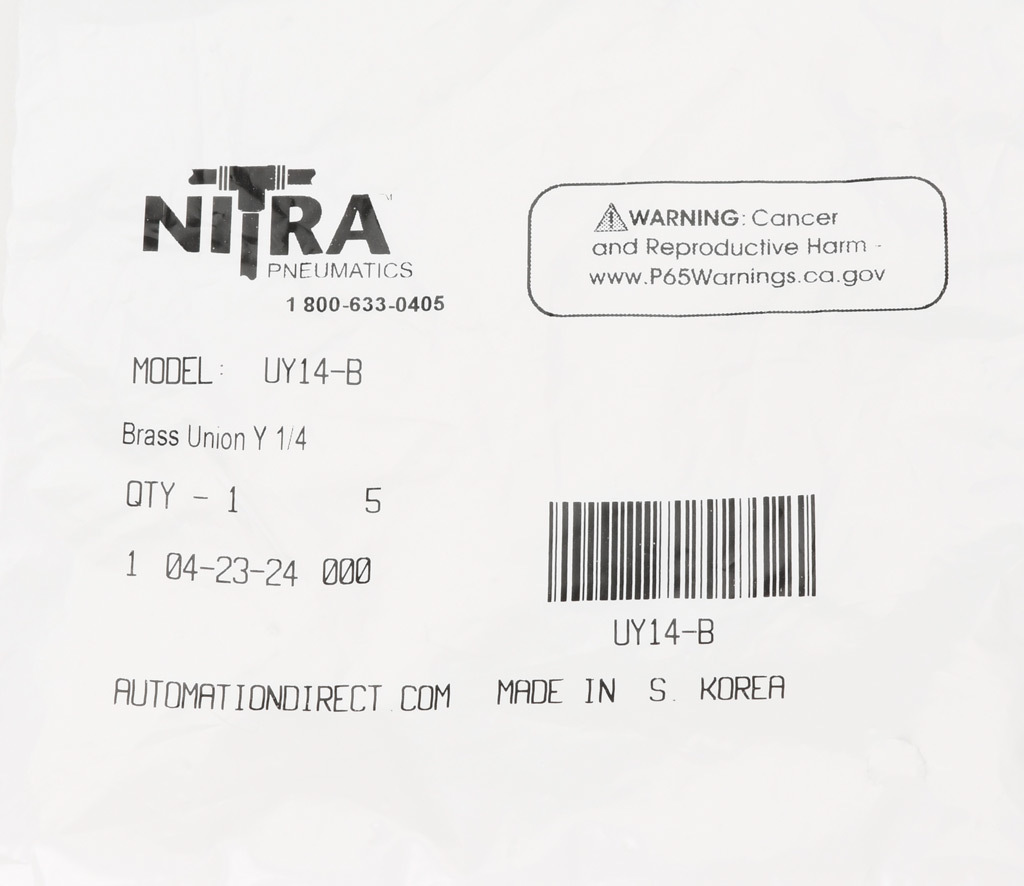 NITRA™
PNEUMATICS
1 800-633-0405
⚠WARNING: Cancer
and Reproductive Harm -
www.P65Warnings.ca.gov
MODEL: UY14-B
Brass Union Y 1/4
QTY - 1 5
1 04-23-24 000
UY14-B
AUTOMATIONDIRECT.COM MADE IN S. KOREA